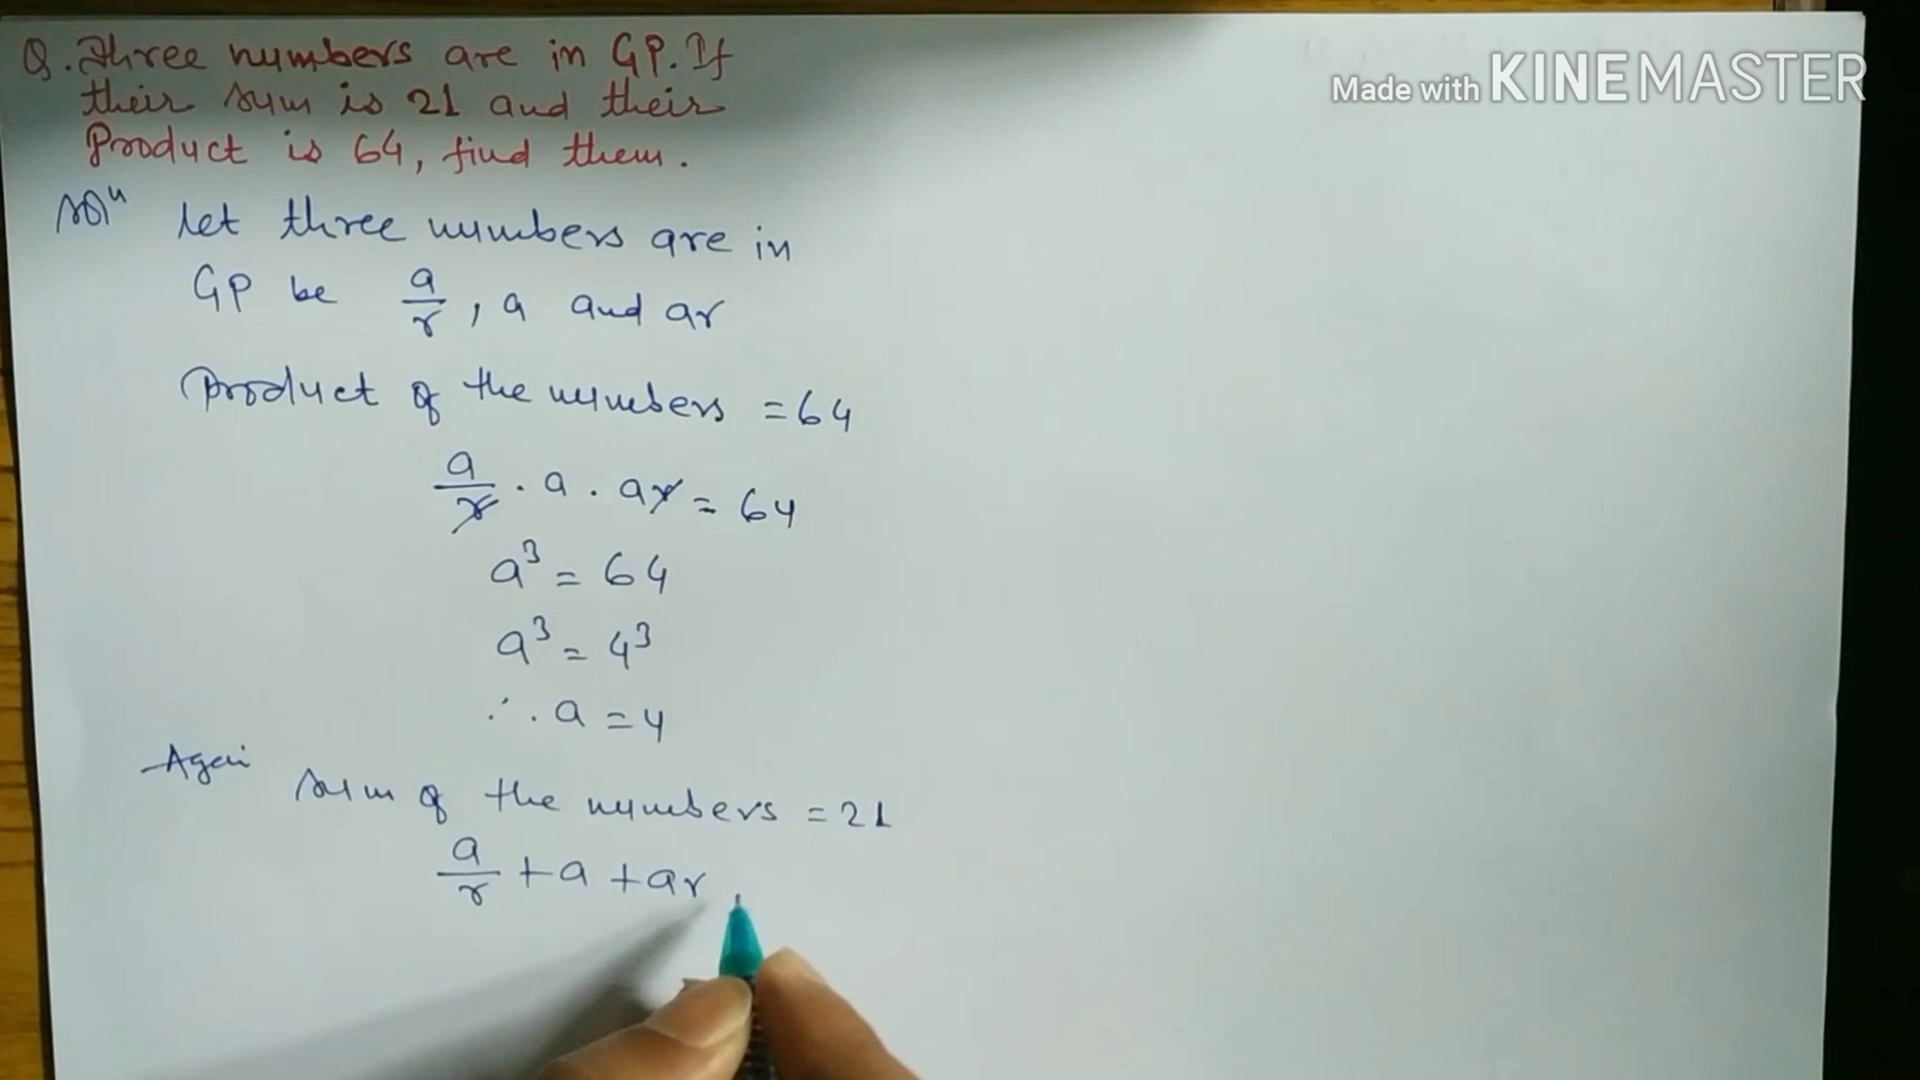 Q. Three numbers are in GP. If
their sum is 21 and their
Product is 64, find them.
Made with KINEMASTER
Solⁿ let three numbers are in
GP be a/r, a and ar
Product of the numbers = 64
a/r · a · ar = 64
a³ = 64
a³ = 4³
∴ a = 4
Agai
sum of the numbers = 21
a/r + a + ar